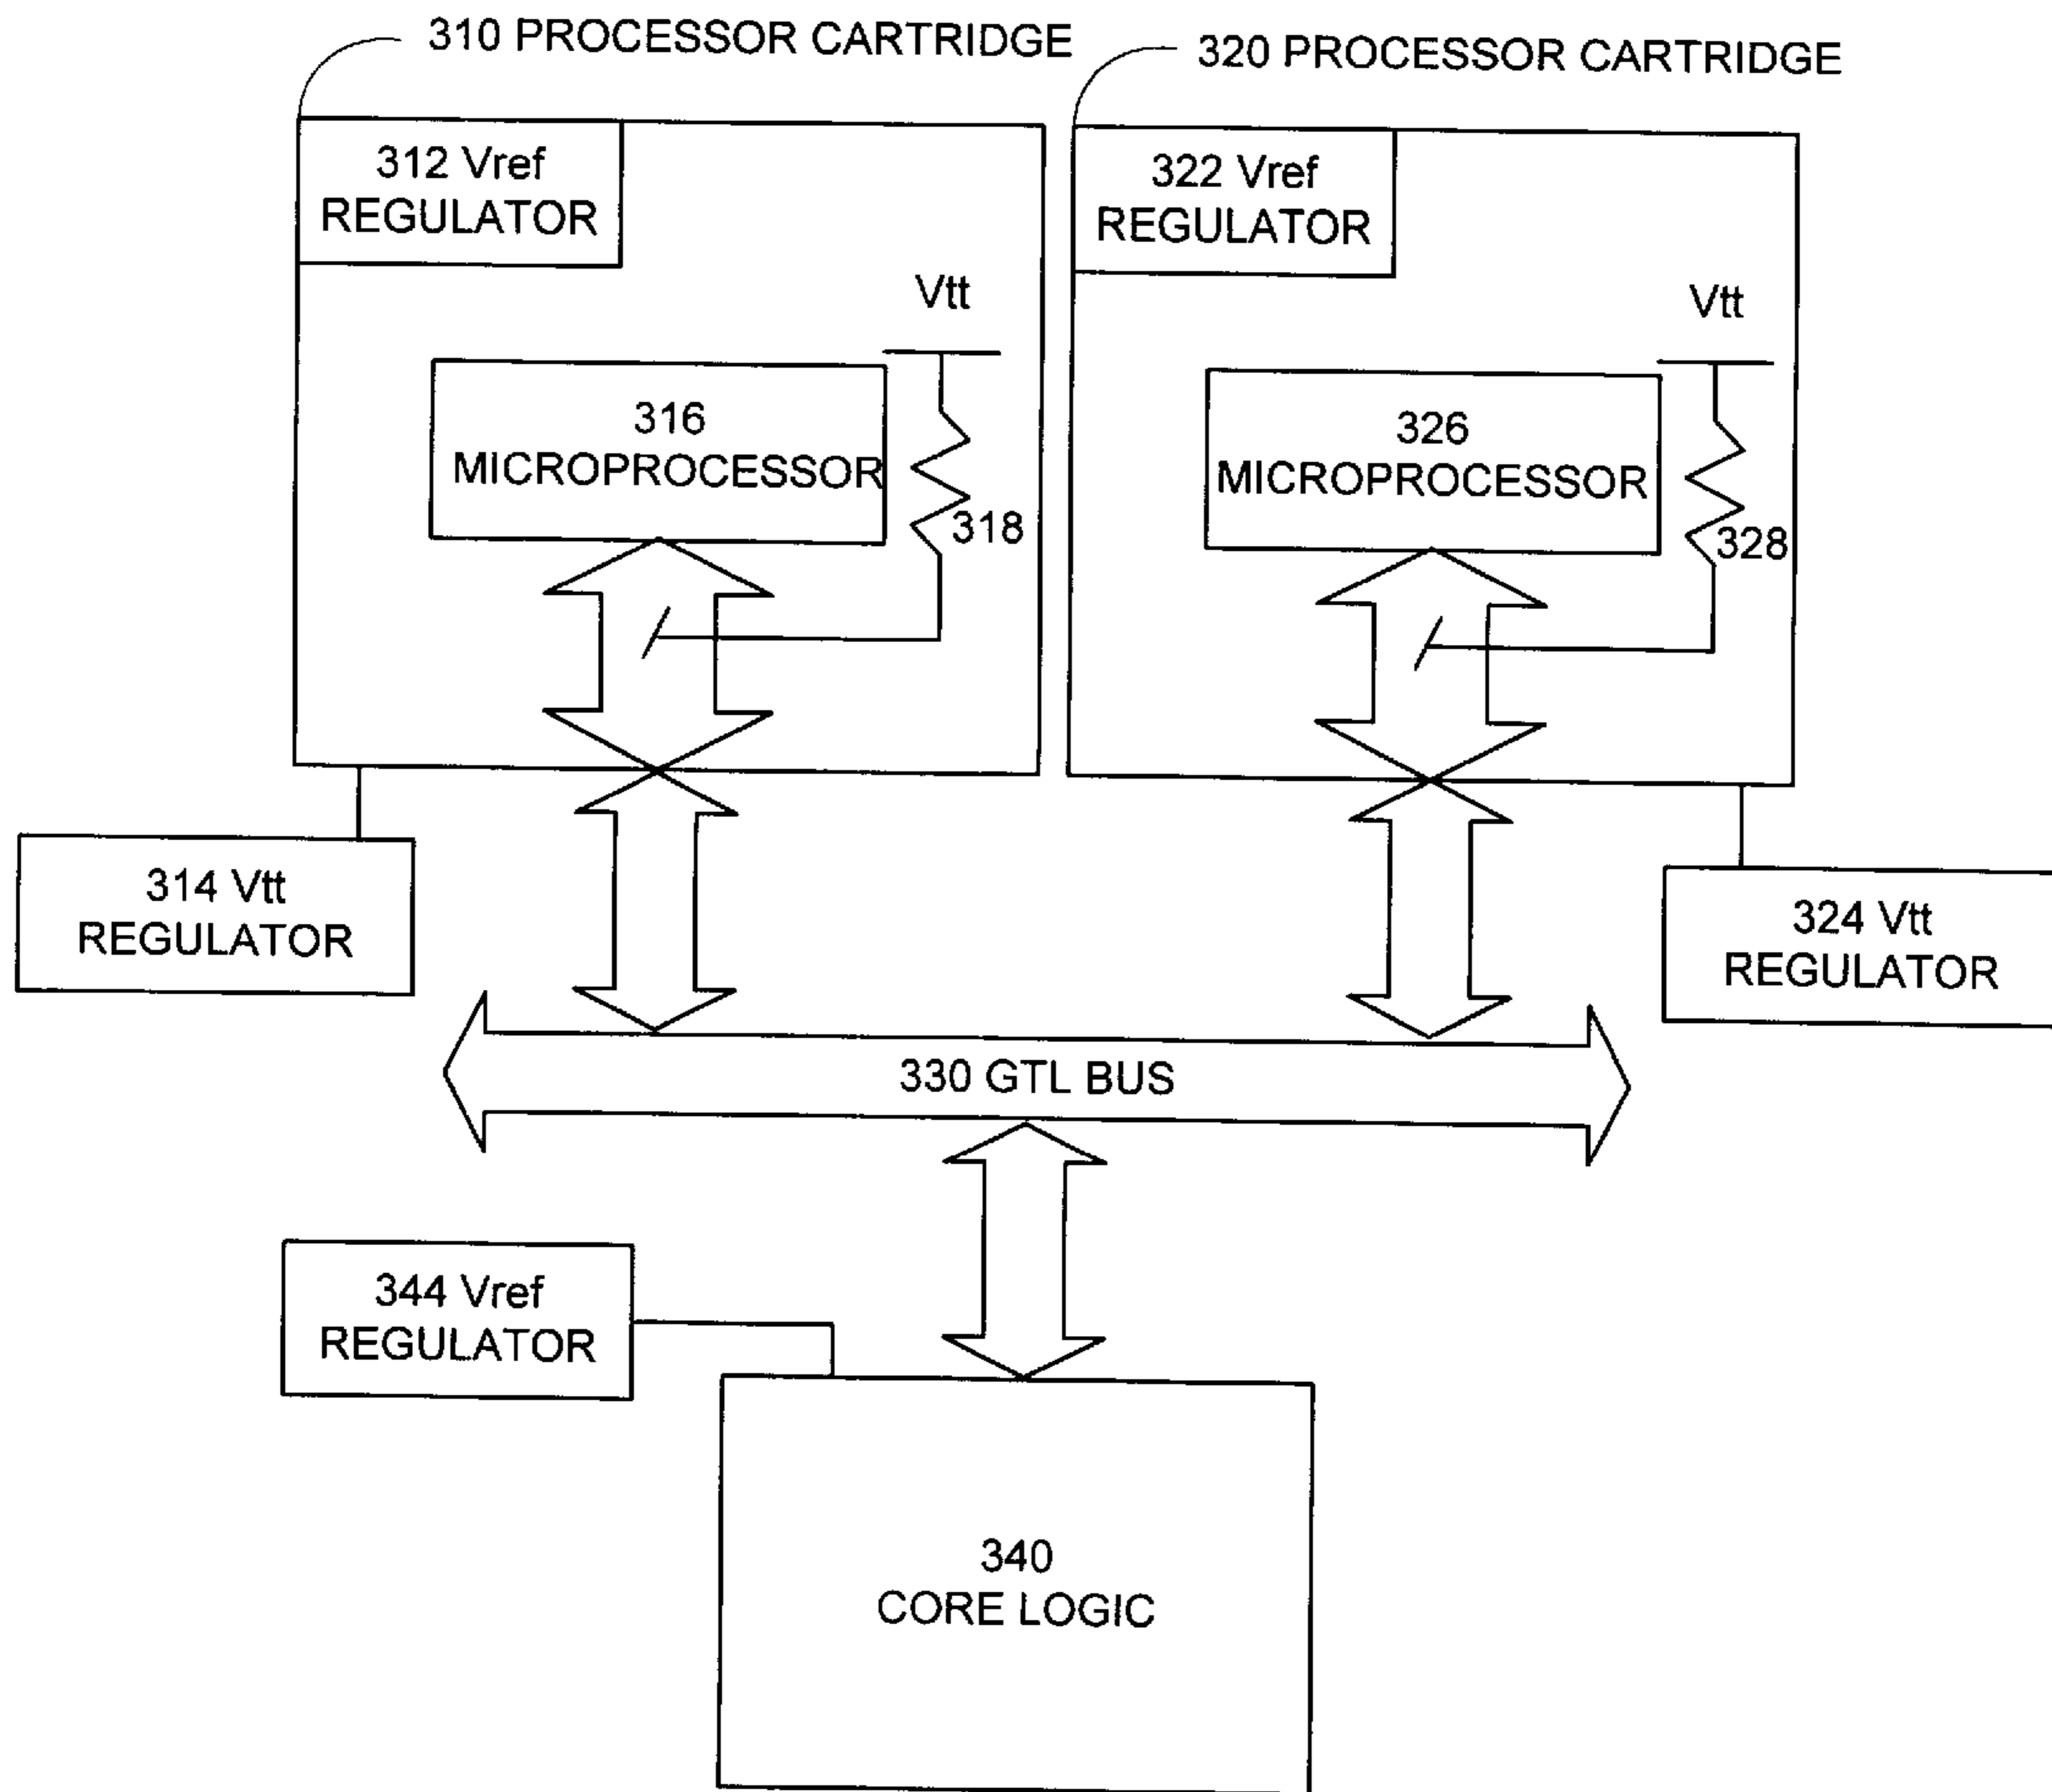 310 PROCESSOR CARTRIDGE
320 PROCESSOR CARTRIDGE
312 Vref
REGULATOR
322 Vref
REGULATOR
Vtt
Vtt
316
MICROPROCESSOR
318
326
MICROPROCESSOR
328
314 Vtt
REGULATOR
324 Vtt
REGULATOR
330 GTL BUS
344 Vref
REGULATOR
340
CORE LOGIC